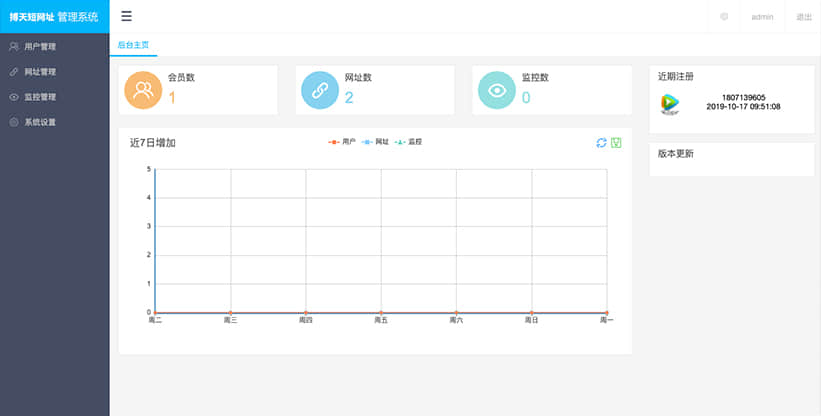 博天短网址 管理系统
admin
退出
用户管理
网址管理
监控管理
系统设置
后台主页
会员数
1
网址数
2
监控数
0
近期注册
1807139605
2019-10-17 09:51:08
版本更新
近7日增加
用户 网址 监控
5
4
3
2
1
0
周二 周三 周四 周五 周六 周日 周一